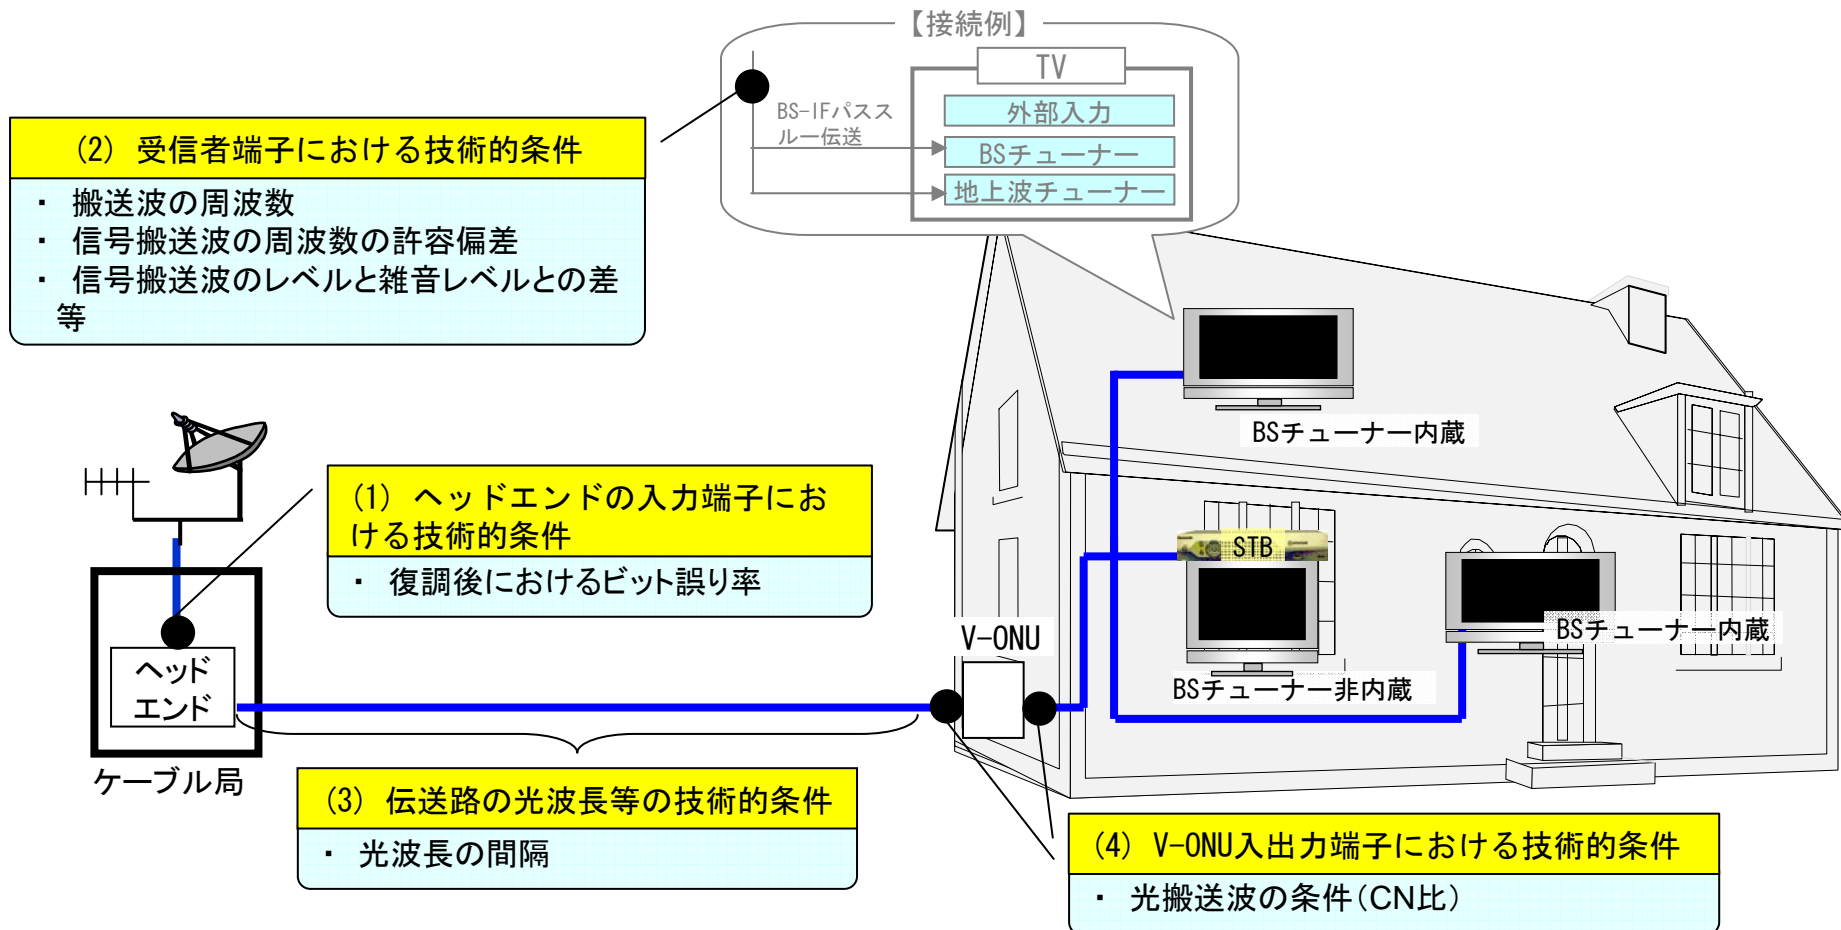 【接続例】
TV
BS-IFパスス
ルー伝送
外部入力
BSチューナー
地上波チューナー
(2) 受信者端子における技術的条件
・ 搬送波の周波数
・ 信号搬送波の周波数の許容偏差
・ 信号搬送波のレベルと雑音レベルとの差
等
BSチューナー内蔵
(1) ヘッドエンドの入力端子にお
ける技術的条件
・ 復調後におけるビット誤り率
STB
BSチューナー内蔵
V-ONU
BSチューナー非内蔵
ヘッド
エンド
ケーブル局
(3) 伝送路の光波長等の技術的条件
・ 光波長の間隔
(4) V-ONU入出力端子における技術的条件
・ 光搬送波の条件(CN比)